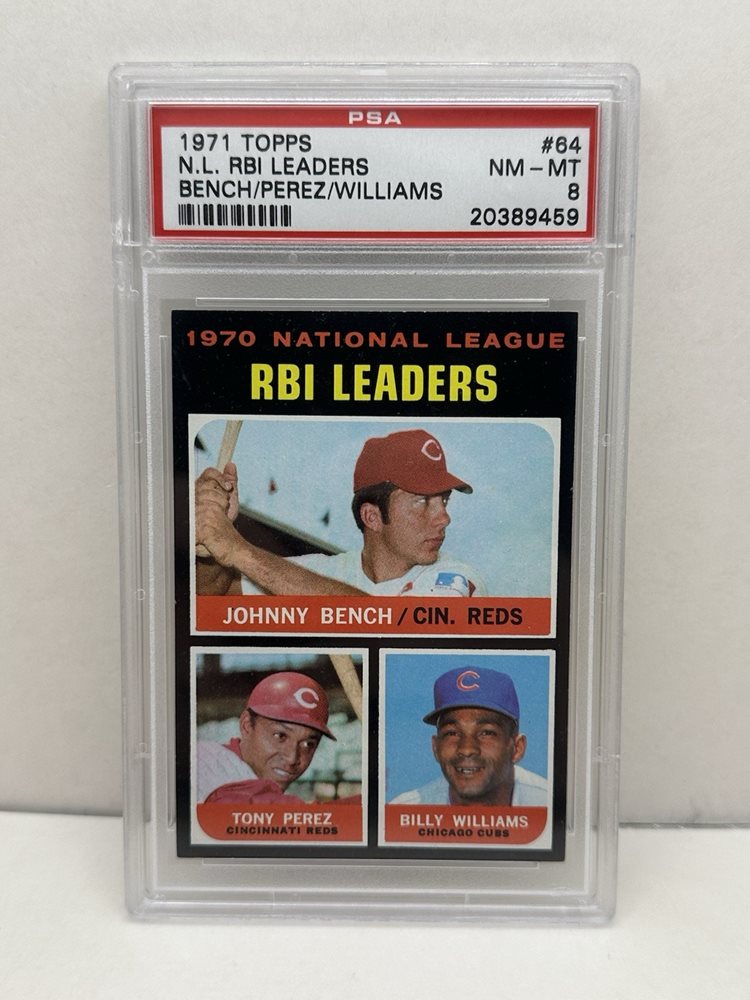 PSA
1971 TOPPS #64
N.L. RBI LEADERS NM - MT
BENCH/PEREZ/WILLIAMS 8
20389459
1970 NATIONAL LEAGUE
RBI LEADERS
C
JOHNNY BENCH / CIN. REDS
C
TONY PEREZ
CINCINNATI REDS
C
BILLY WILLIAMS
CHICAGO CUBS